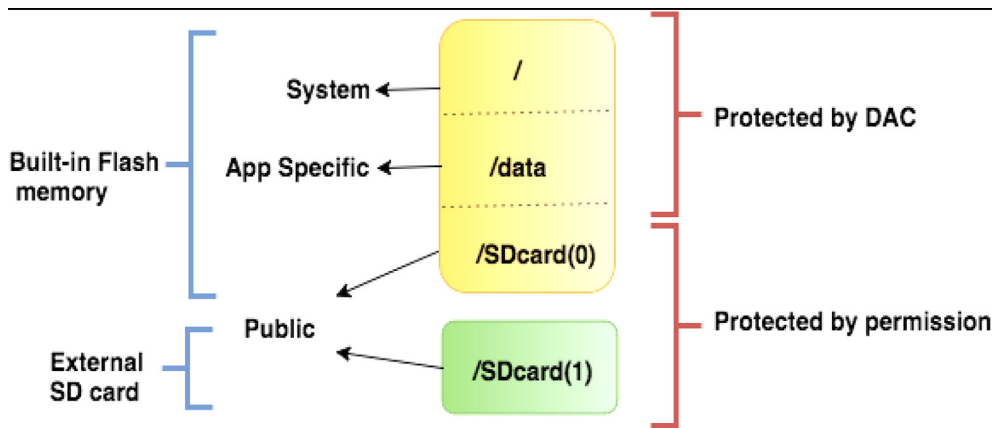 /
System
Protected by DAC
Built-in Flash
memory
App Specific
/data
/SDcard(0)
Public
Protected by permission
External
SD card
/SDcard(1)